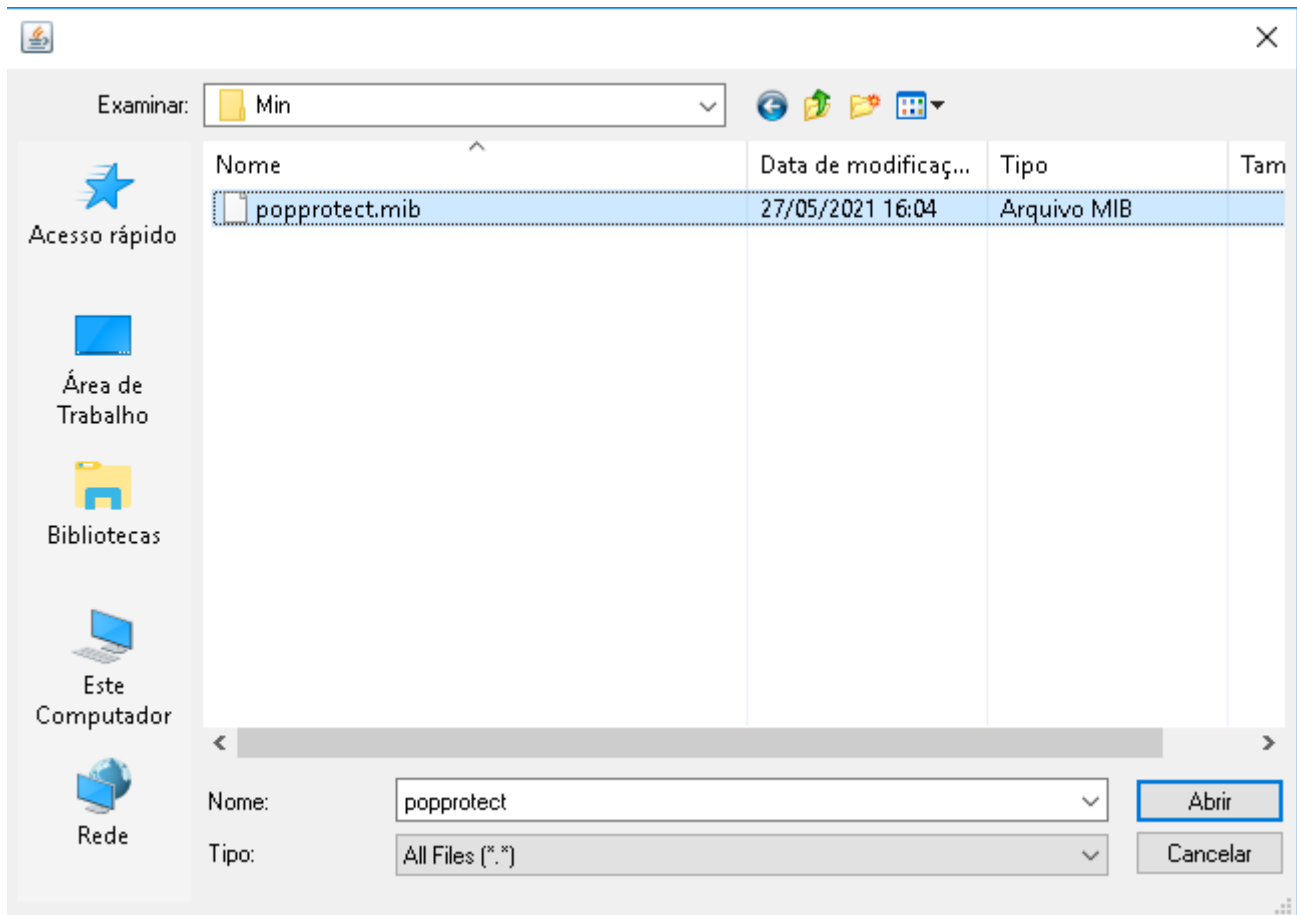 Examinar: Min
Nome Data de modificaç... Tipo Tam
popprotect.mib 27/05/2021 16:04 Arquivo MIB
Acesso rápido
Área de
Trabalho
Bibliotecas
Este
Computador
Rede
Nome: popprotect Abrir
Tipo: All Files (*.*) Cancelar